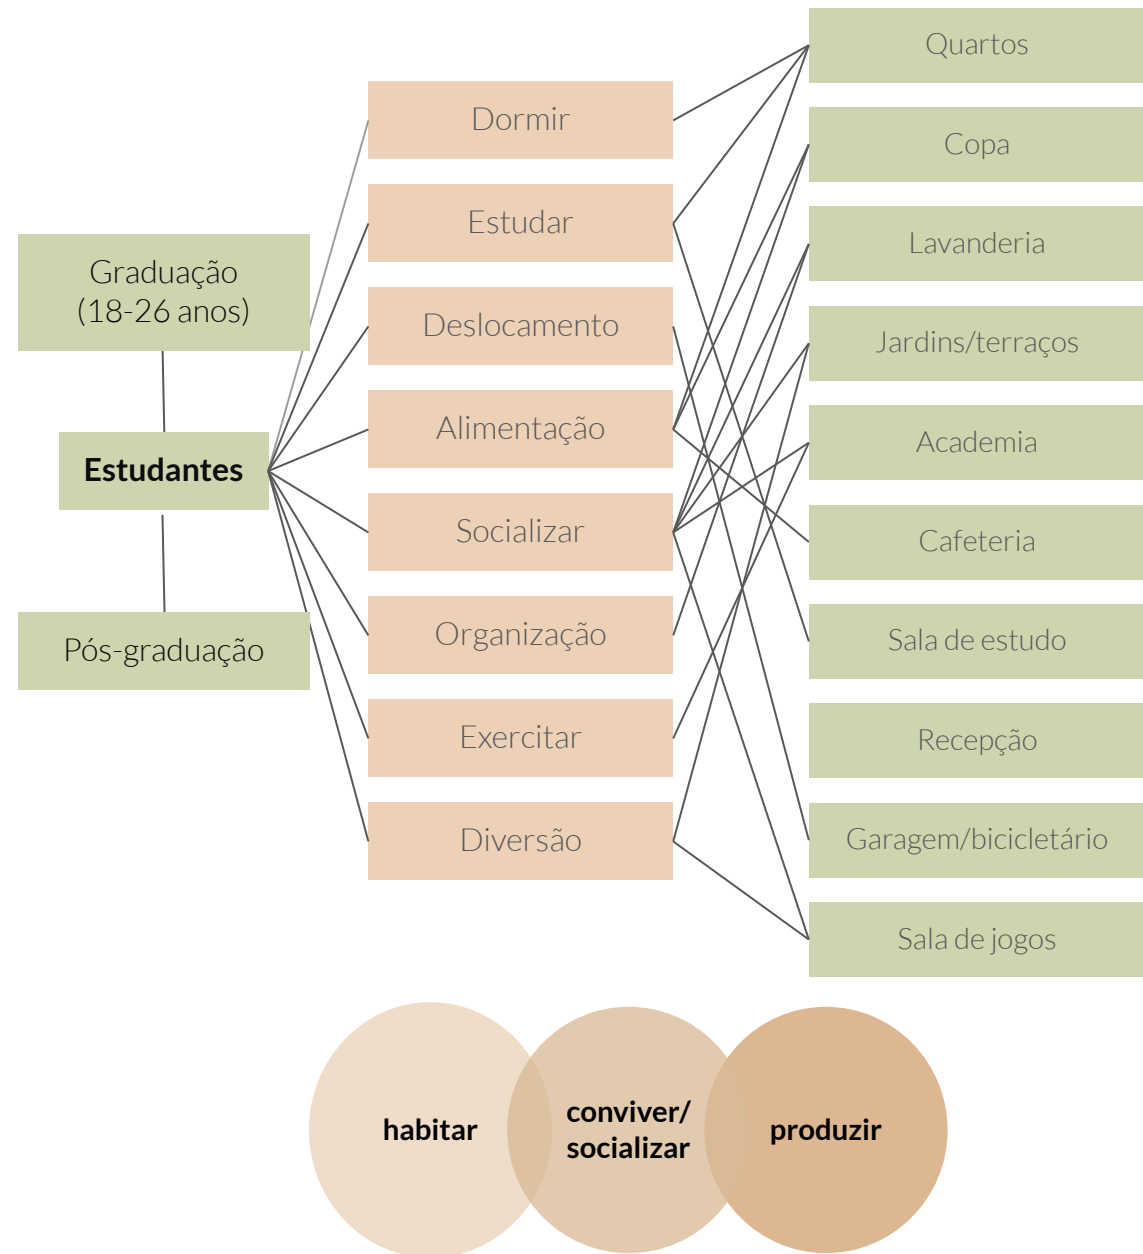 Graduação
(18-26 anos)
Estudantes
Pós-graduação
Dormir
Estudar
Deslocamento
Alimentação
Socializar
Organização
Exercitar
Diversão
Quartos
Copa
Lavanderia
Jardins/terraços
Academia
Cafeteria
Sala de estudo
Recepção
Garagem/bicicletário
Sala de jogos
habitar
conviver/
socializar
produzir